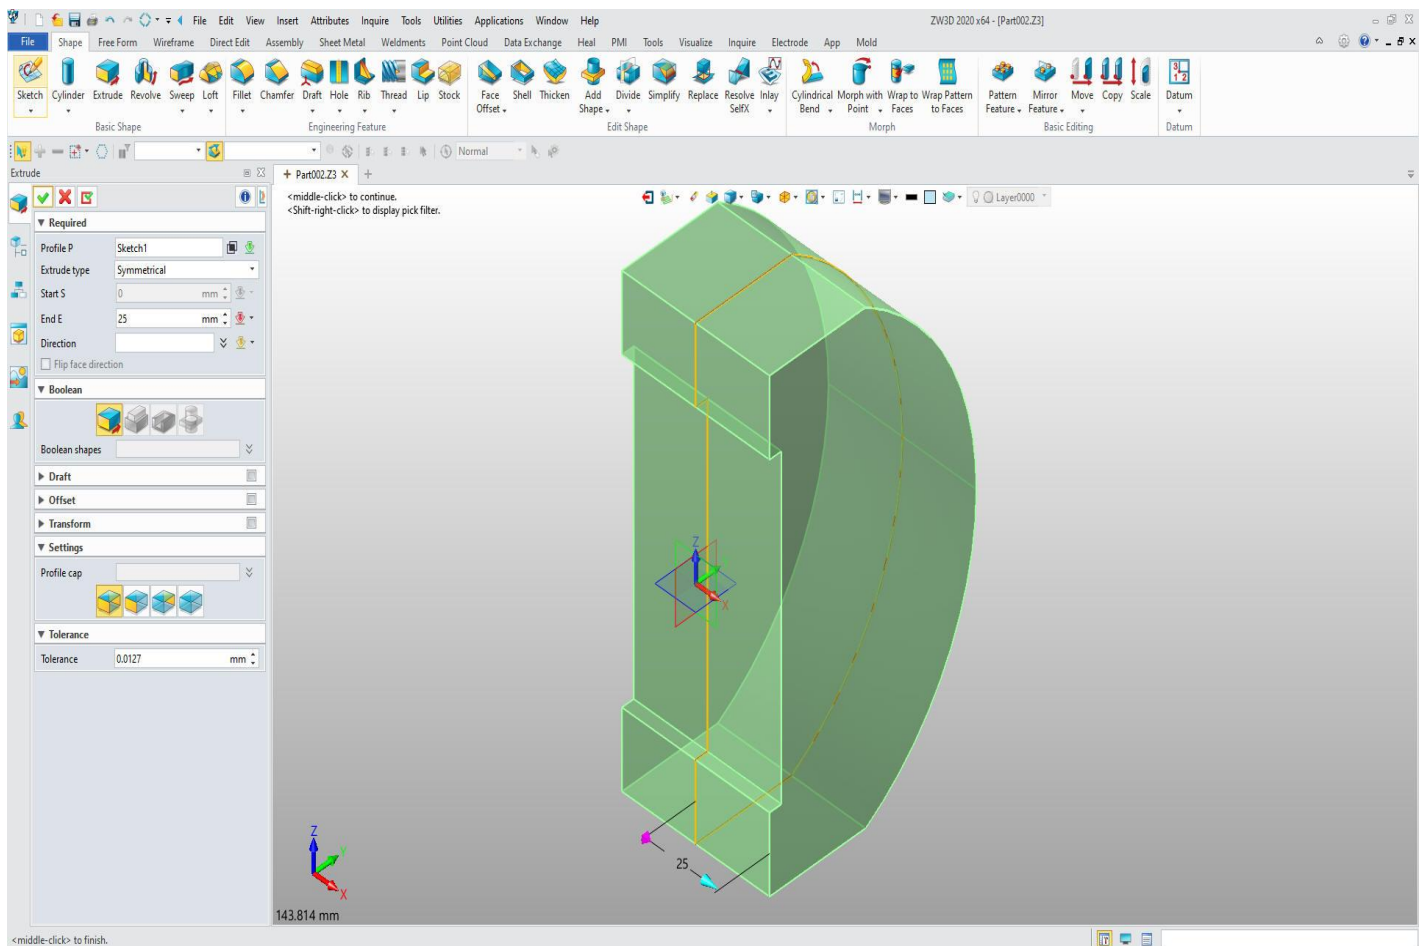 File Edit View Insert Attributes Inquire Tools Utilities Applications Window Help
ZW3D 2020 x64 - [Part002.Z3]
File Shape Free Form Wireframe Direct Edit Assembly Sheet Metal Weldments Point Cloud Data Exchange Heal PMI Tools Visualize Inquire Electrode App Mold
Sketch Cylinder Extrude Revolve Sweep Loft Fillet Chamfer Draft Hole Rib Thread Lip Stock Face Offset Shell Thicken Add Shape Divide Simplify Replace Resolve SelfX Inlay Cylindrical Bend Morph with Point Wrap to Faces Wrap Pattern to Faces Pattern Feature Mirror Feature Move Copy Scale Datum
Basic Shape Engineering Feature Edit Shape Morph Basic Editing Datum
Normal
Extrude
Part002.Z3
<middle-click> to continue.
<Shift-right-click> to display pick filter.
Layer0000
Required
Profile P Sketch1
Extrude type Symmetrical
Start S 0 mm
End E 25 mm
Direction
Flip face direction
Boolean
Boolean shapes
Draft
Offset
Transform
Settings
Profile cap
Tolerance
Tolerance 0.0127 mm
Z
X
25
Z
Y
X
143.814 mm
<middle-click> to finish.